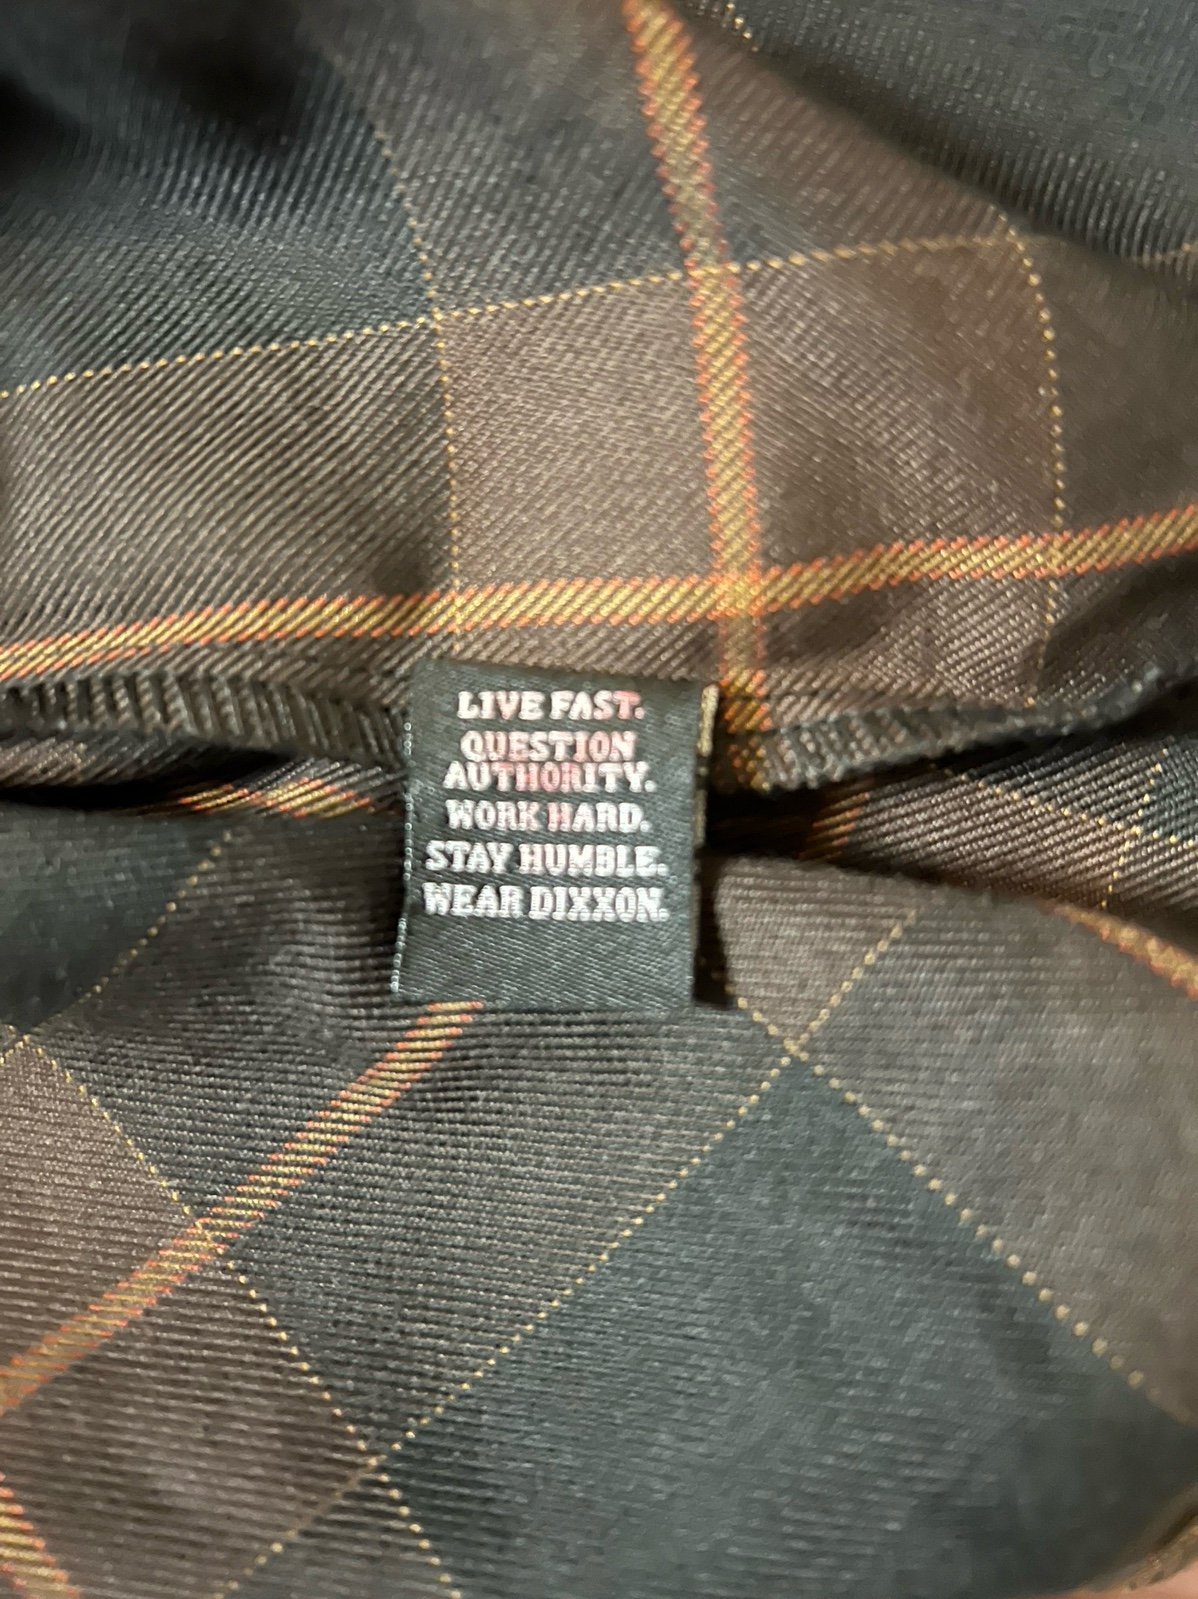 LIVE FAST.
QUESTION
AUTHORITY.
WORK HARD.
STAY HUMBLE.
WEAR DIXXON.